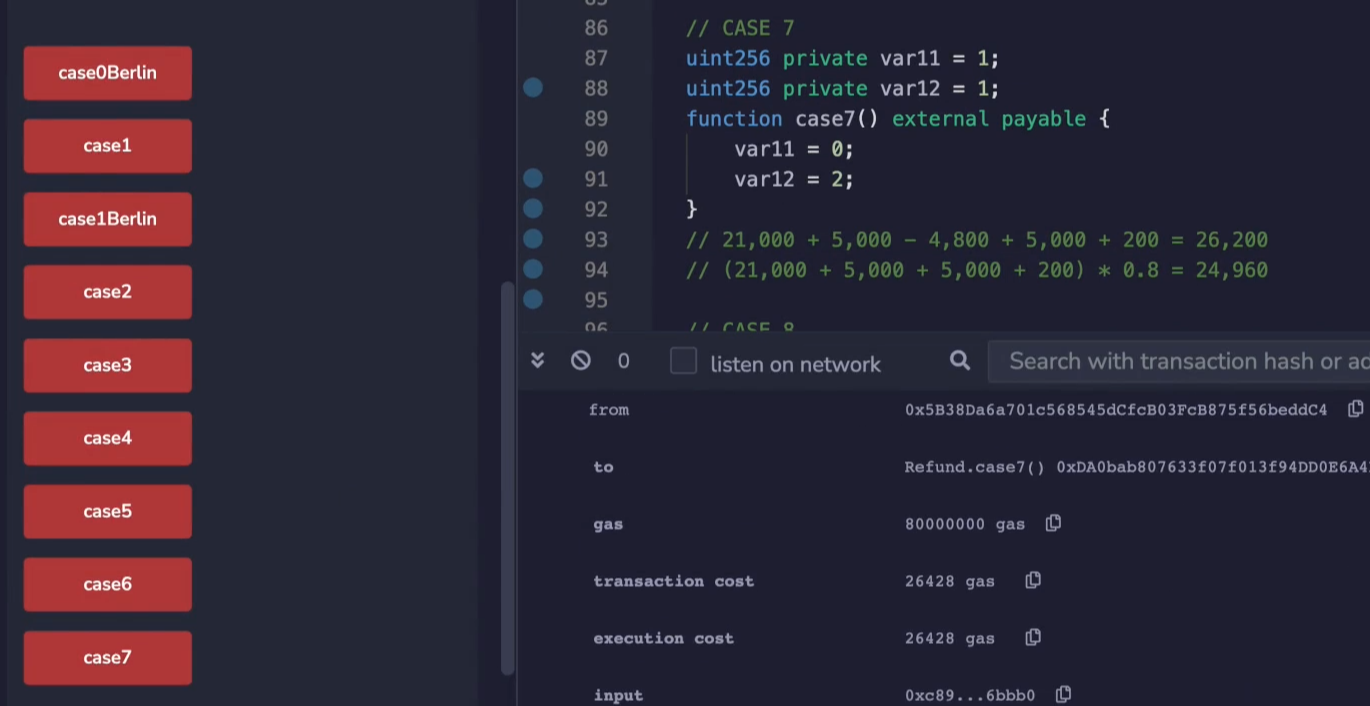 case0Berlin
case1
case1Berlin
case2
case3
case4
case5
case6
case7
85
86 // CASE 7
87 uint256 private var11 = 1;
88 uint256 private var12 = 1;
89 function case7() external payable {
90 var11 = 0;
91 var12 = 2;
92 }
93 // 21,000 + 5,000 − 4,800 + 5,000 + 200 = 26,200
94 // (21,000 + 5,000 + 5,000 + 200) * 0.8 = 24,960
95
96 // CASE 8
0 listen on network Search with transaction hash or ad
from 0x5B38Da6a701c568545dCfcB03FcB875f56beddC4
to Refund.case7() 0xDA0bab807633f07f013f94DD0E6A4
gas 80000000 gas
transaction cost 26428 gas
execution cost 26428 gas
input 0xc89...6bbb0